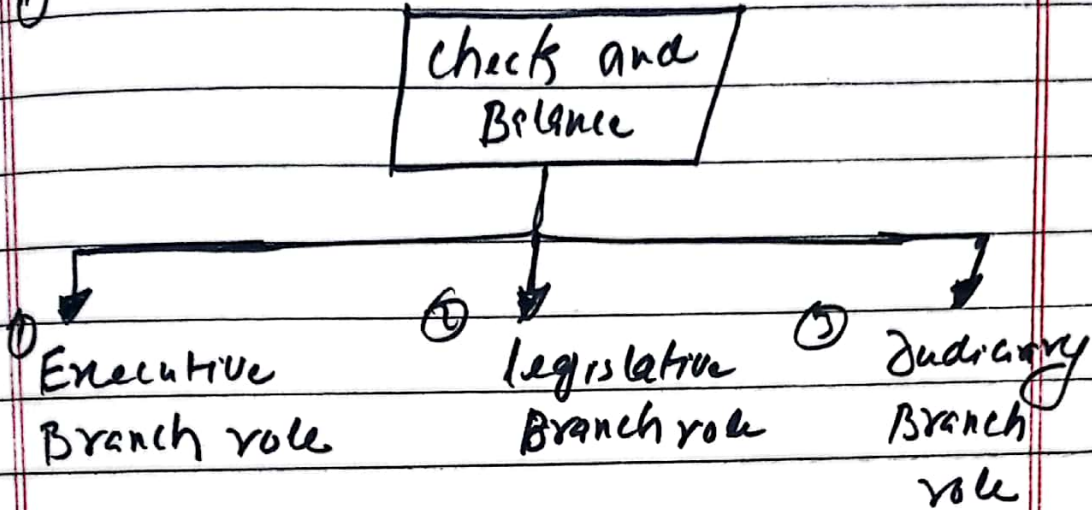 Check and
Balance
① Executive
Branch role
② legislative
Branch role
③ Judiciary
Branch
role